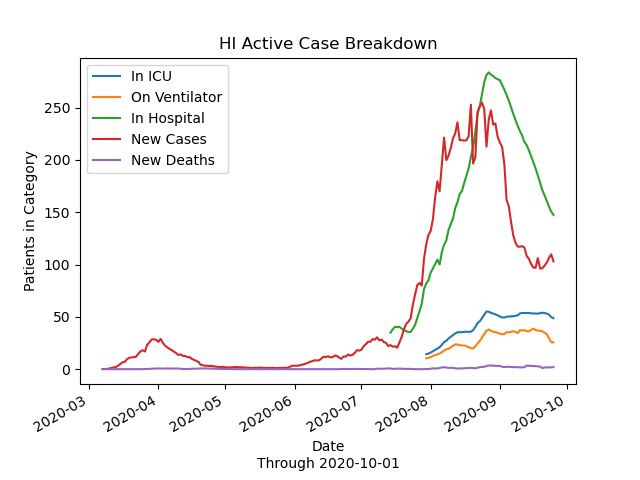 HI Active Case Breakdown
In ICU
On Ventilator
In Hospital
New Cases
New Deaths
Patients in Category
250
200
150
100
50
0
2020-03
2020-04
2020-05
2020-06
2020-07
2020-08
2020-09
2020-10
Date
Through 2020-10-01